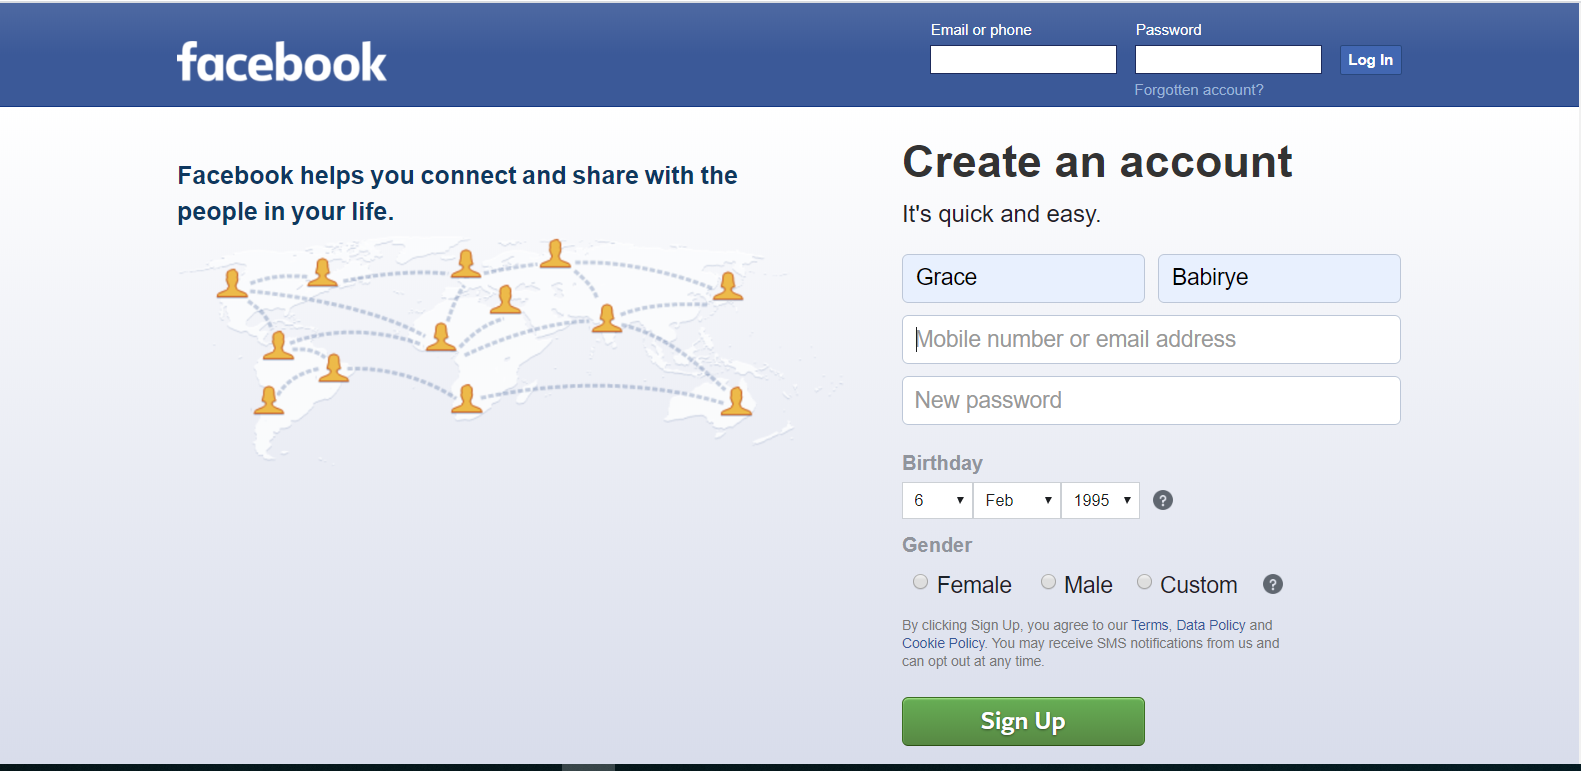 facebook
Email or phone
Password
Log In
Forgotten account?
Facebook helps you connect and share with the
people in your life.
Create an account
It's quick and easy.
Grace
Babirye
Mobile number or email address
New password
Birthday
6
Feb
1995
?
Gender
Female
Male
Custom
?
By clicking Sign Up, you agree to our Terms, Data Policy and
Cookie Policy. You may receive SMS notifications from us and
can opt out at any time.
Sign Up